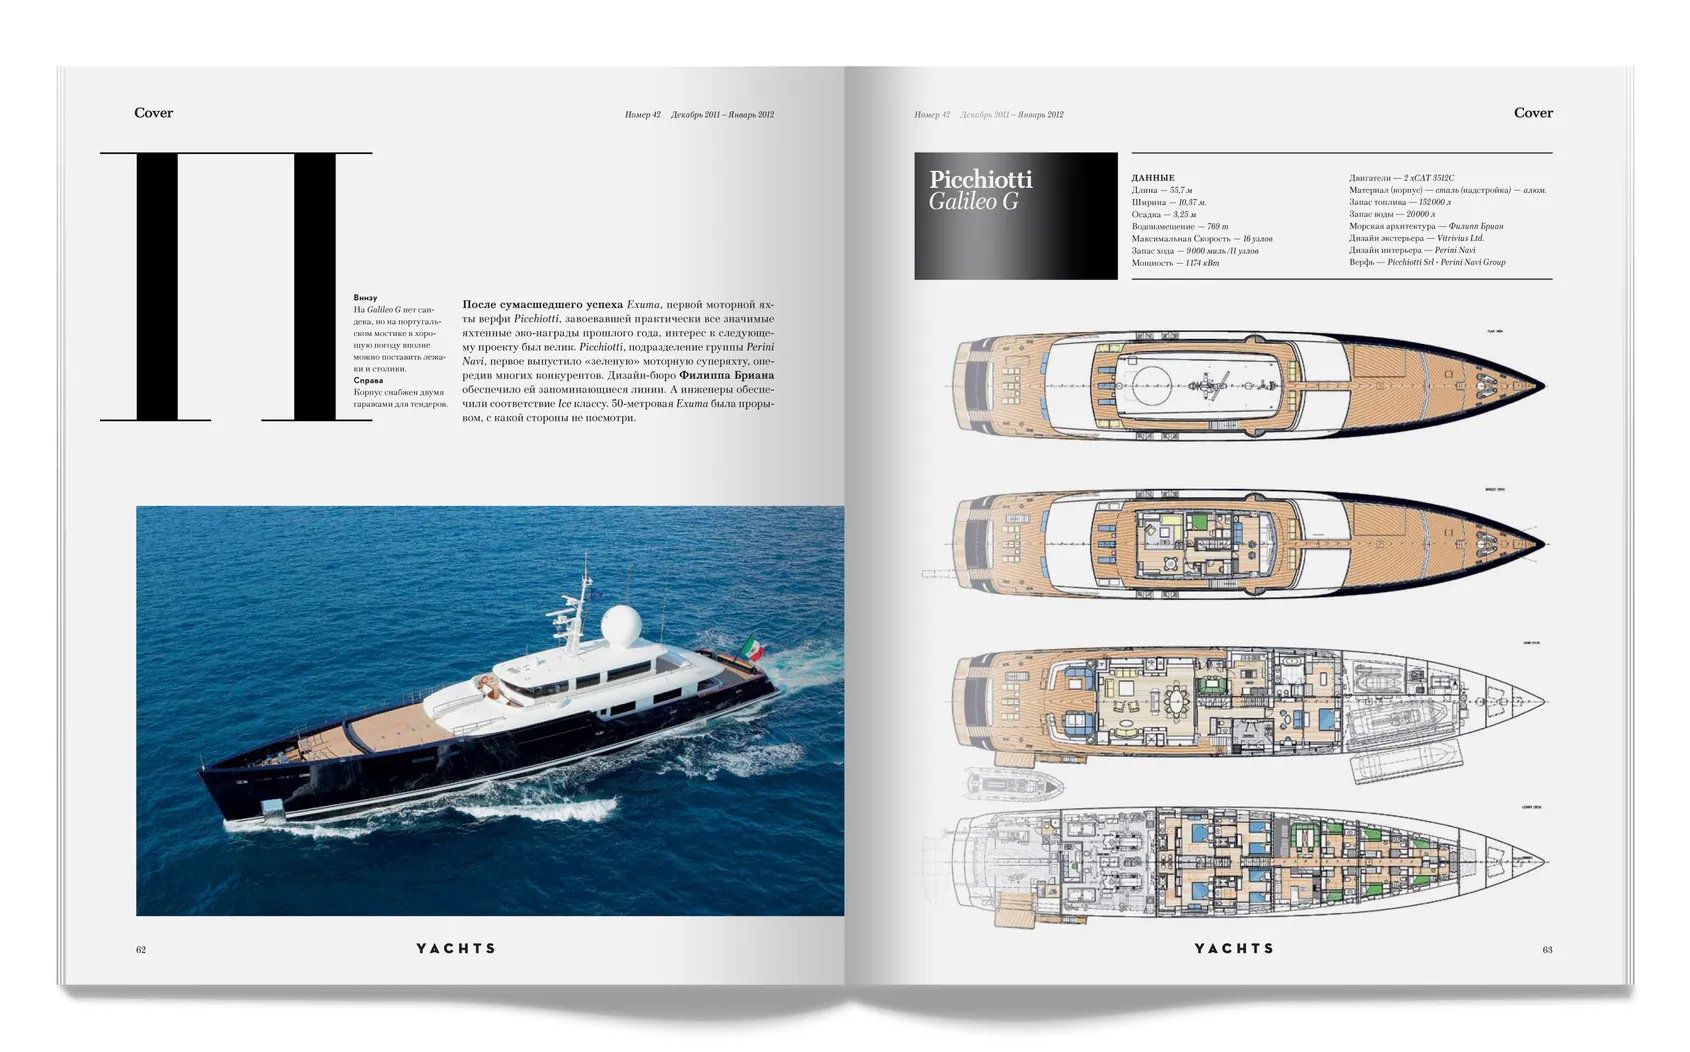 Cover
Номер 42 Декабрь 2011 – Январь 2012
П
Внизу
На Galileo G нет сан-
дека, но на португаль-
ском мостике в хоро-
шую погоду вполне
можно поставить лежа-
ки и столики.
Справа
Корпус снабжен двумя
гаражами для тендеров.
После сумасшедшего успеха Exuma, первой моторной ях-
ты верфи Picchiotti, завоевавшей практически все значимые
яхтенные эко-награды прошлого года, интерес к следующе-
му проекту был велик. Picchiotti, подразделение группы Perini
Navi, первое выпустило «зеленую» моторную суперяхту, опе-
редив многих конкурентов. Дизайн-бюро Филиппа Бриана
обеспечило ей запоминающиеся линии. А инженеры обеспе-
чили соответствие Ice классу. 50-метровая Exuma была проры-
вом, с какой стороны не посмотри.
62
YACHTS
Номер 42 Декабрь 2011 – Январь 2012
Cover
Picchiotti
Galileo G
ДАННЫЕ
Длина — 55,7 м
Ширина — 10,37 м.
Осадка — 3,25 м
Водоизмещение — 769 т
Максимальная Скорость — 16 узлов
Запас хода — 9000 миль/11 узлов
Мощность — 1174 кВт
Двигатели — 2 xCAT 3512C
Материал (корпус) — сталь (надстройка) — алюм.
Запас топлива — 152000 л
Запас воды — 20000 л
Морская архитектура — Филипп Бриан
Дизайн экстерьера — Vitrivius Ltd.
Дизайн интерьера — Perini Navi
Верфь — Picchiotti Srl - Perini Navi Group
YACHTS
63